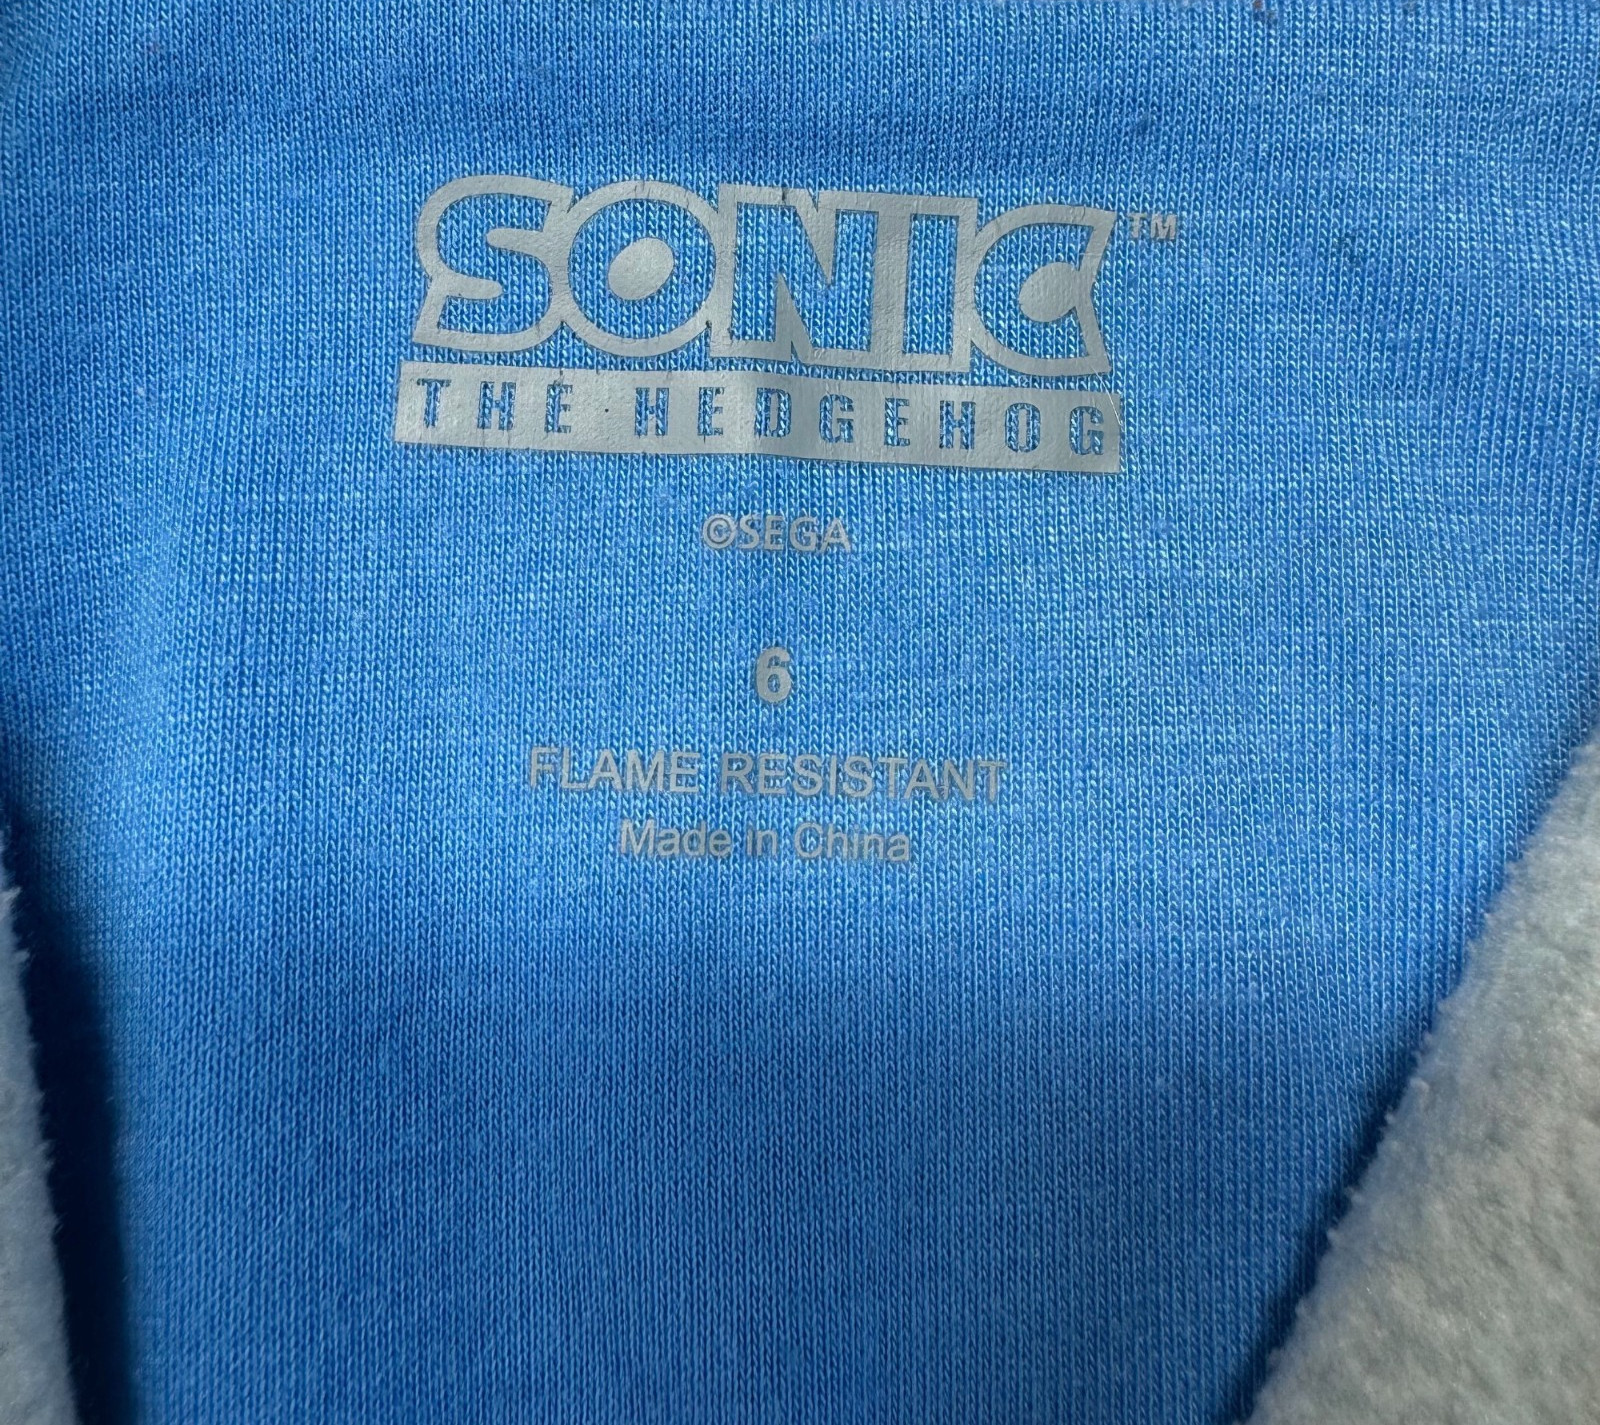 SONIC™
THE HEDGEHOG
©SEGA
6
FLAME RESISTANT
Made in China